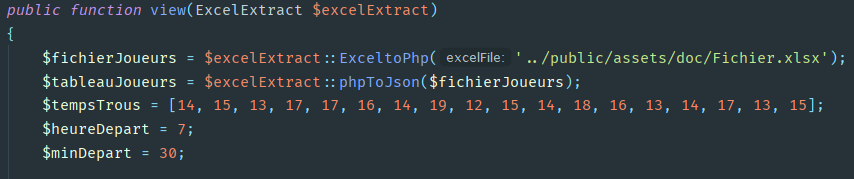 public function view(ExcelExtract $excelExtract)
{
$fichierJoueurs = $excelExtract::ExceltoPhp( excelFile: '../public/assets/doc/Fichier.xlsx');
$tableauJoueurs = $excelExtract::phpToJson($fichierJoueurs);
$tempsTrous = [14, 15, 13, 17, 17, 16, 14, 19, 12, 15, 14, 18, 16, 13, 14, 17, 13, 15];
$heureDepart = 7;
$minDepart = 30;